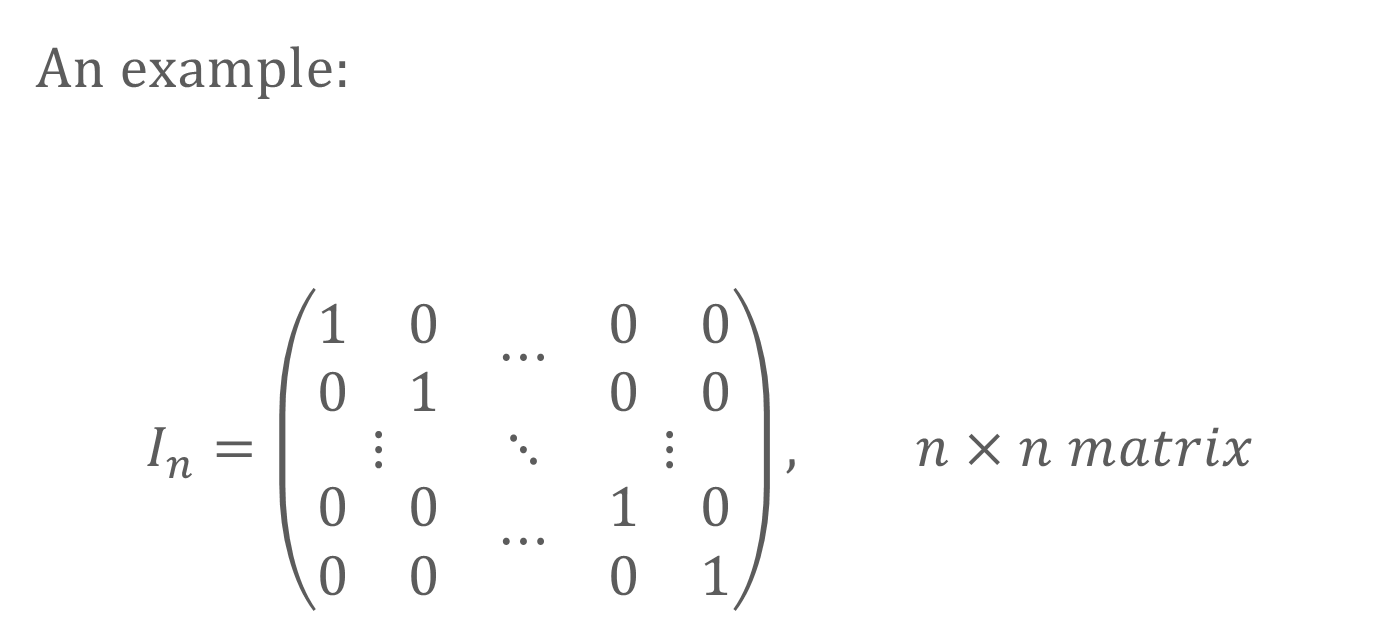 An example:
1 0 … 0 0
0 1 0 0
I_n = ( ⋮ ⋱ ⋮ ) , n × n matrix
0 0 … 1 0
0 0 0 1